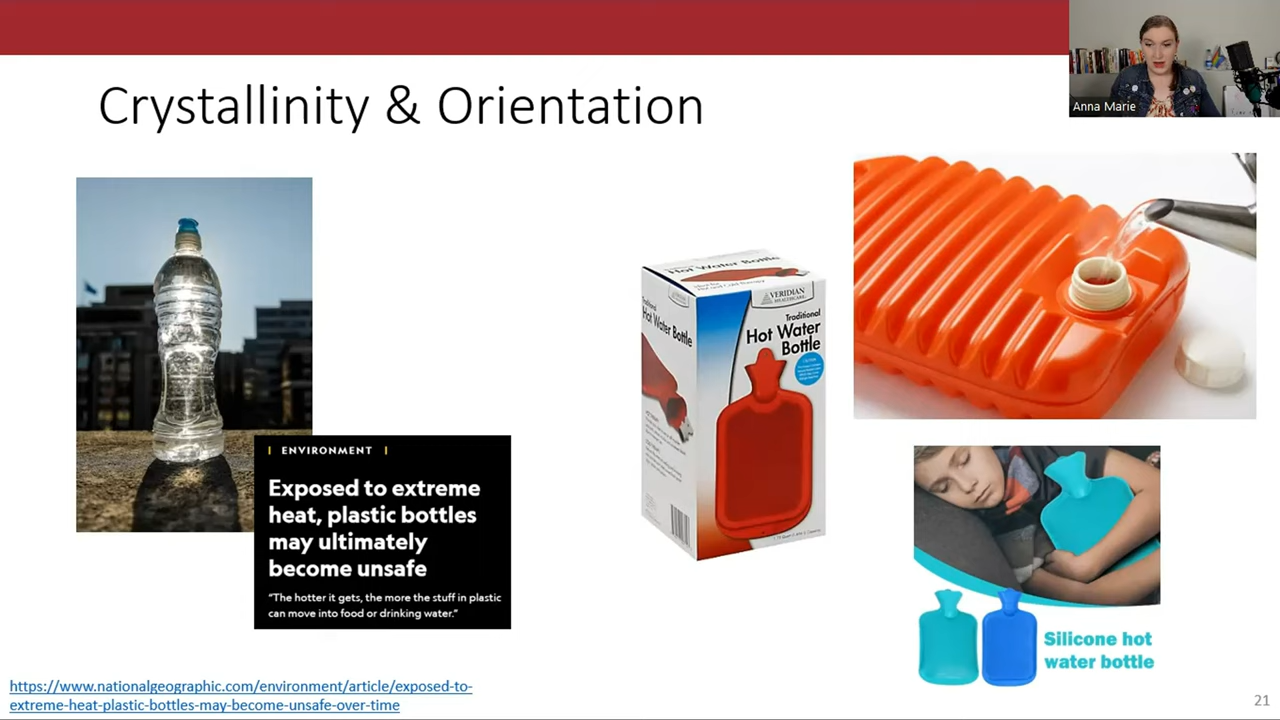 Anna Marie
Crystallinity & Orientation
| ENVIRONMENT |
Exposed to extreme
heat, plastic bottles
may ultimately
become unsafe
"The hotter it gets, the more the stuff in plastic
can move into food or drinking water."
https://www.nationalgeographic.com/environment/article/exposed-to-
extreme-heat-plastic-bottles-may-become-unsafe-over-time
Hot Water Bottle
Hot Water Bottle
VERIDIAN
HEALTHCARE
Traditional
Hot Water
Bottle
Silicone hot
water bottle
21